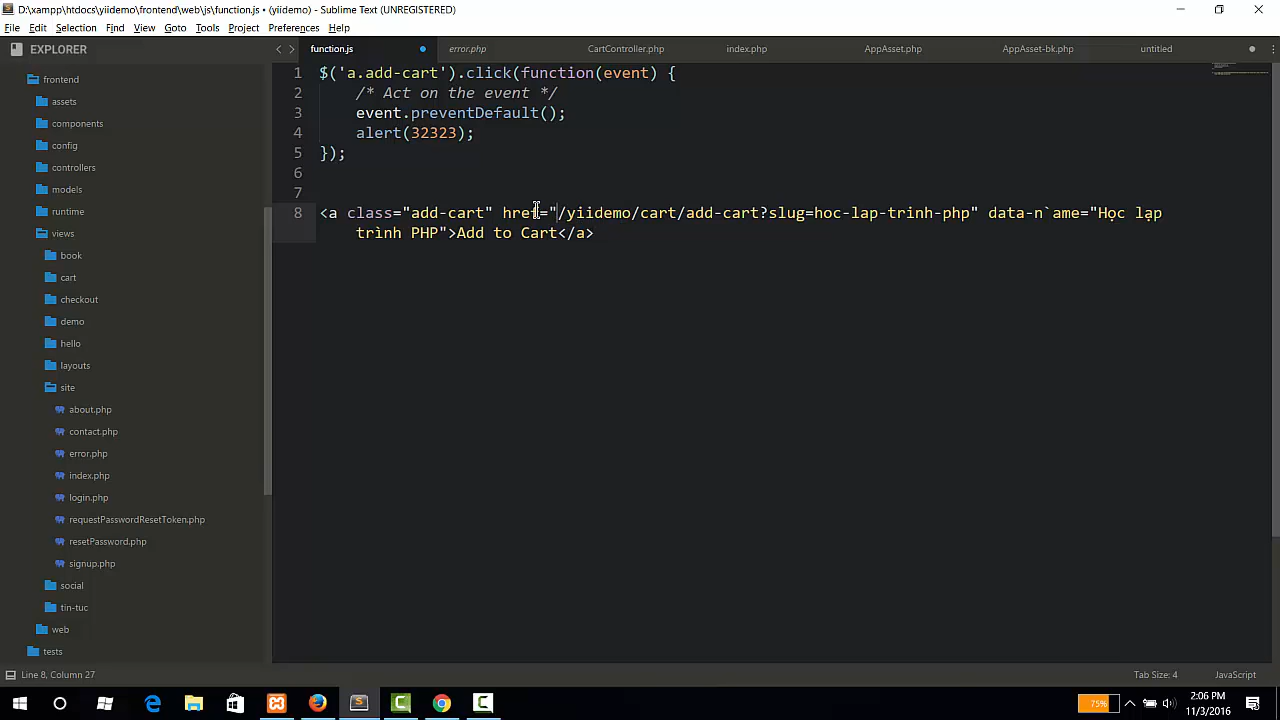 D:\xampp\htdocs\yiidemo\frontend\web\js\function.js • (yiidemo) - Sublime Text (UNREGISTERED)
File Edit Selection Find View Goto Tools Project Preferences Help
EXPLORER
function.js error.php CartController.php index.php AppAsset.php AppAsset-bk.php untitled
frontend
assets
components
config
controllers
models
runtime
views
book
cart
checkout
demo
hello
layouts
site
about.php
contact.php
error.php
index.php
login.php
requestPasswordResetToken.php
resetPassword.php
signup.php
social
tin-tuc
web
tests
1 $('a.add-cart').click(function(event) {
2 /* Act on the event */
3 event.preventDefault();
4 alert(32323);
5 });
6
7
8 <a class="add-cart" href="/yiidemo/cart/add-cart?slug=hoc-lap-trinh-php" data-n`ame="Học lạp
trình PHP">Add to Cart</a>
Line 8, Column 27 Tab Size: 4 JavaScript
75% 2:06 PM
11/3/2016